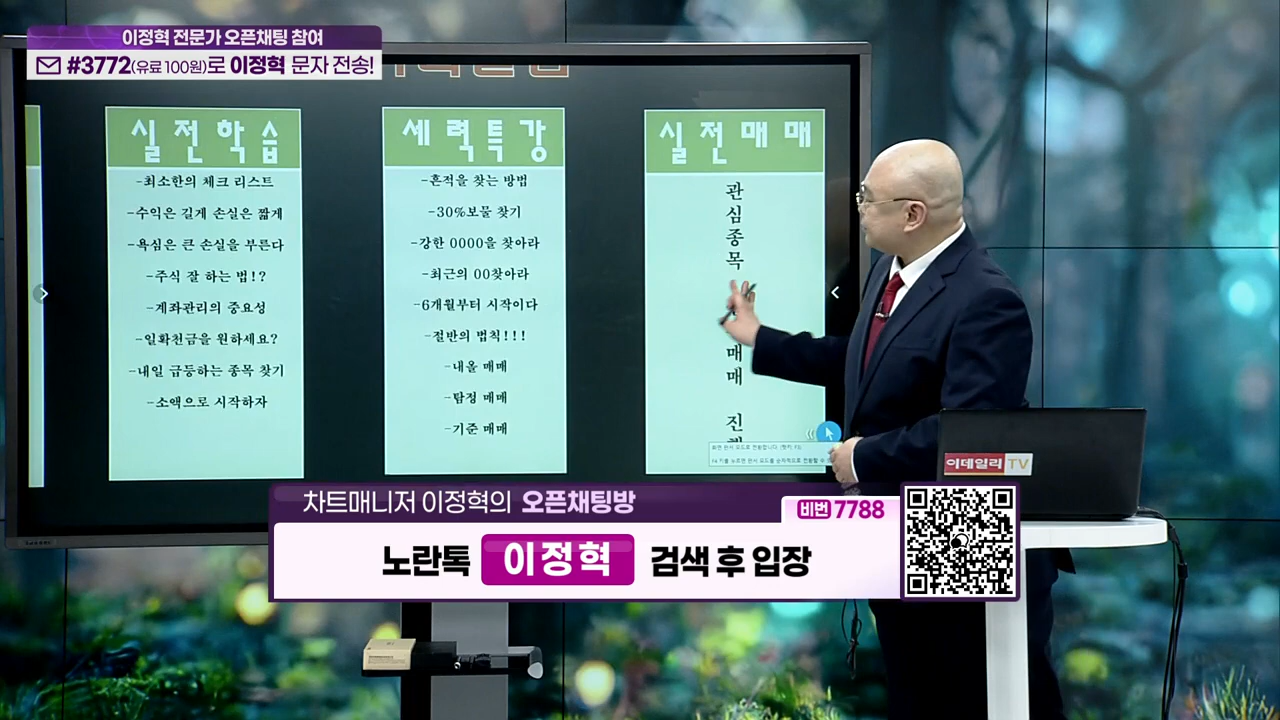 이정혁 전문가 오픈채팅 참여
#3772(유료 100원)로 이정혁 문자 전송!
실전학습
-최소한의 체크 리스트
-수익은 길게 손실은 짧게
-욕심은 큰 손실을 부른다
-주식 잘 하는 법!?
-계좌관리의 중요성
-일확천금을 원하세요?
-내일 급등하는 종목 찾기
-소액으로 시작하자
세력특강
-흔적을 찾는 방법
-30%보물 찾기
-강한 0000을 찾아라
-최근의 00찾아라
-6개월부터 시작이다
-절반의 법칙!!!
-내올 매매
-탐정 매매
-기준 매매
실전매매
관심종목
매매
진
이데일리TV
차트매니저 이정혁의 오픈채팅방
비번 7788
노란톡 이정혁 검색 후 입장